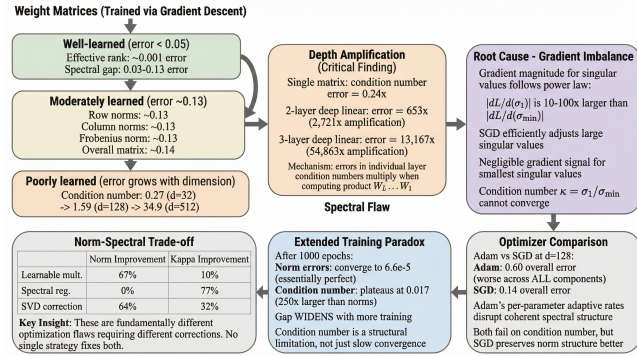 Weight Matrices (Trained via Gradient Descent)
Well-learned (error < 0.05)
Effective rank: ~0.001 error
Spectral gap: 0.03-0.13 error
Moderately learned (error ~0.13)
Row norms: ~0.13
Column norms: ~0.13
Frobenius norm: ~0.13
Overall matrix: ~0.14
Poorly learned (error grows with dimension)
Condition number: 0.27 (d=32)
-> 1.59 (d=128) -> 34.9 (d=512)
Depth Amplification
(Critical Finding)
Single matrix: condition number
error = 0.24x
2-layer deep linear: error = 653x
(2,721x amplification)
3-layer deep linear: error = 13,167x
(54,863x amplification)
Mechanism: errors in individual layer
condition numbers multiply when
computing product W_L … W_1
Spectral Flaw
Root Cause - Gradient Imbalance
Gradient magnitude for singular
values follows power law:
|dL/d(σ₁)| is 10-100x larger than
|dL/d(σ_min)|
SGD efficiently adjusts large
singular values
Negligible gradient signal for
smallest singular values
Condition number κ = σ₁/σ_min
cannot converge
Norm-Spectral Trade-off
Norm Improvement Kappa Improvement
Learnable mult. 67% 10%
Spectral reg. 0% 77%
SVD correction 64% 32%
Key Insight: These are fundamentally different
optimization flaws requiring different corrections. No
single strategy fixes both.
Extended Training Paradox
After 1000 epochs:
Norm errors: converge to 6.6e-5
(essentially perfect)
Condition number: plateaus at 0.017
(250x larger than norms)
Gap WIDENS with more training
Condition number is a structural
limitation, not just slow convergence
Optimizer Comparison
Adam vs SGD at d=128:
Adam: 0.60 overall error
(worse across ALL components)
SGD: 0.14 overall error
Adam's per-parameter adaptive rates
disrupt coherent spectral structure
Both fail on condition number, but
SGD preserves norm structure better